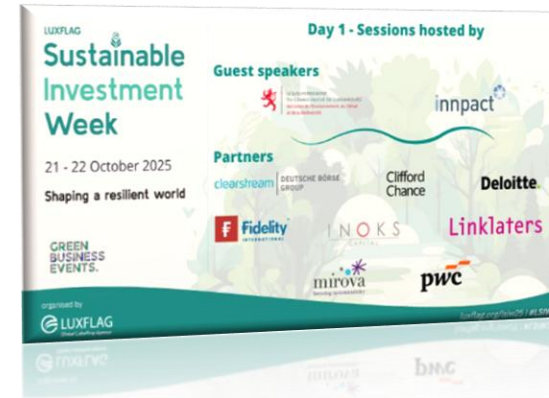 LUXFLAG
Sustainable
Investment
Week
21 - 22 October 2025
Shaping a resilient world
GREEN
BUSINESS
EVENTS.
organised by
LUXFLAG
Day 1 - Sessions hosted by
Guest speakers
innpact
Partners
clearstream | DEUTSCHE BÖRSE
GROUP
Clifford
Chance
Deloitte.
Fidelity
INTERNATIONAL
INOKS
CAPITAL
Linklaters
mirova
pwc